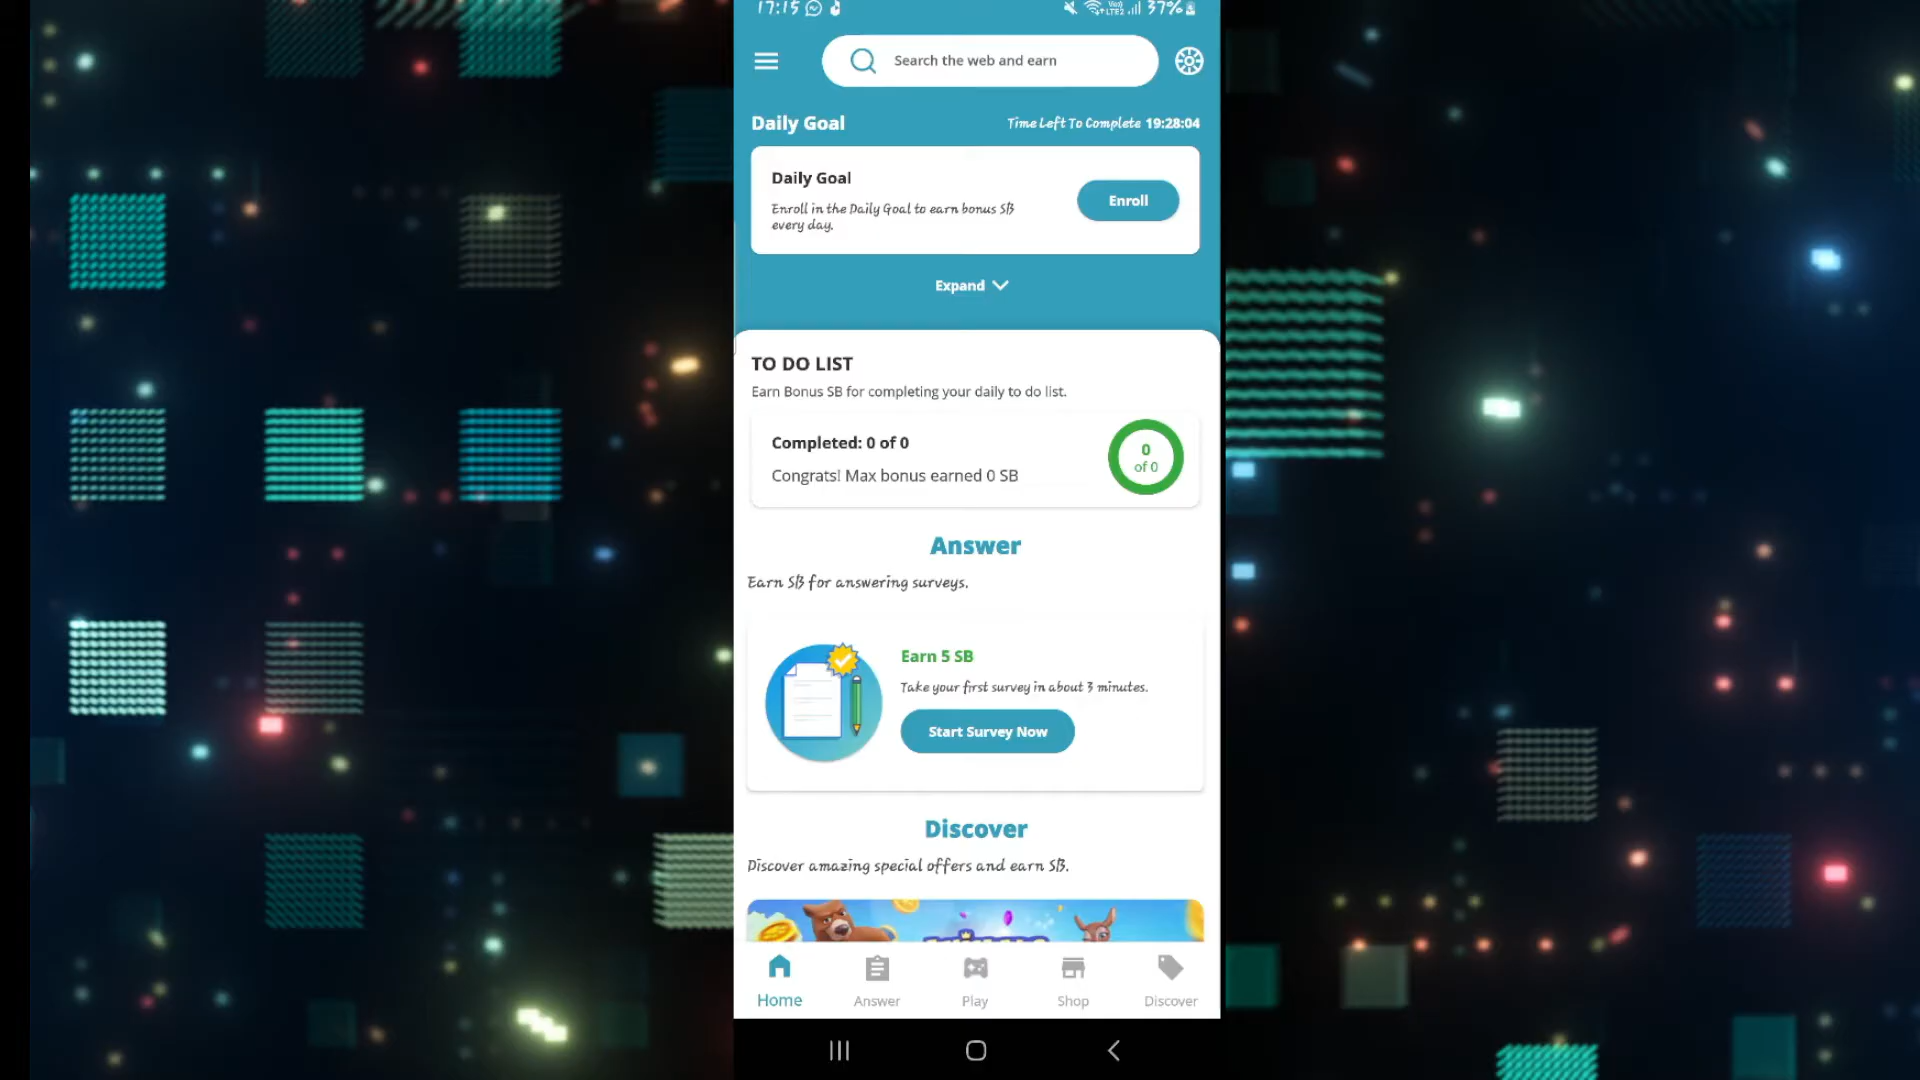 17:15 37%
Search the web and earn
Daily Goal Time Left To Complete 19:28:04
Daily Goal
Enroll in the Daily Goal to earn bonus SB
every day.
Enroll
Expand
TO DO LIST
Earn Bonus SB for completing your daily to do list.
Completed: 0 of 0
Congrats! Max bonus earned 0 SB
0
of 0
Answer
Earn SB for answering surveys.
Earn 5 SB
Take your first survey in about 3 minutes.
Start Survey Now
Discover
Discover amazing special offers and earn SB.
Home Answer Play Shop Discover